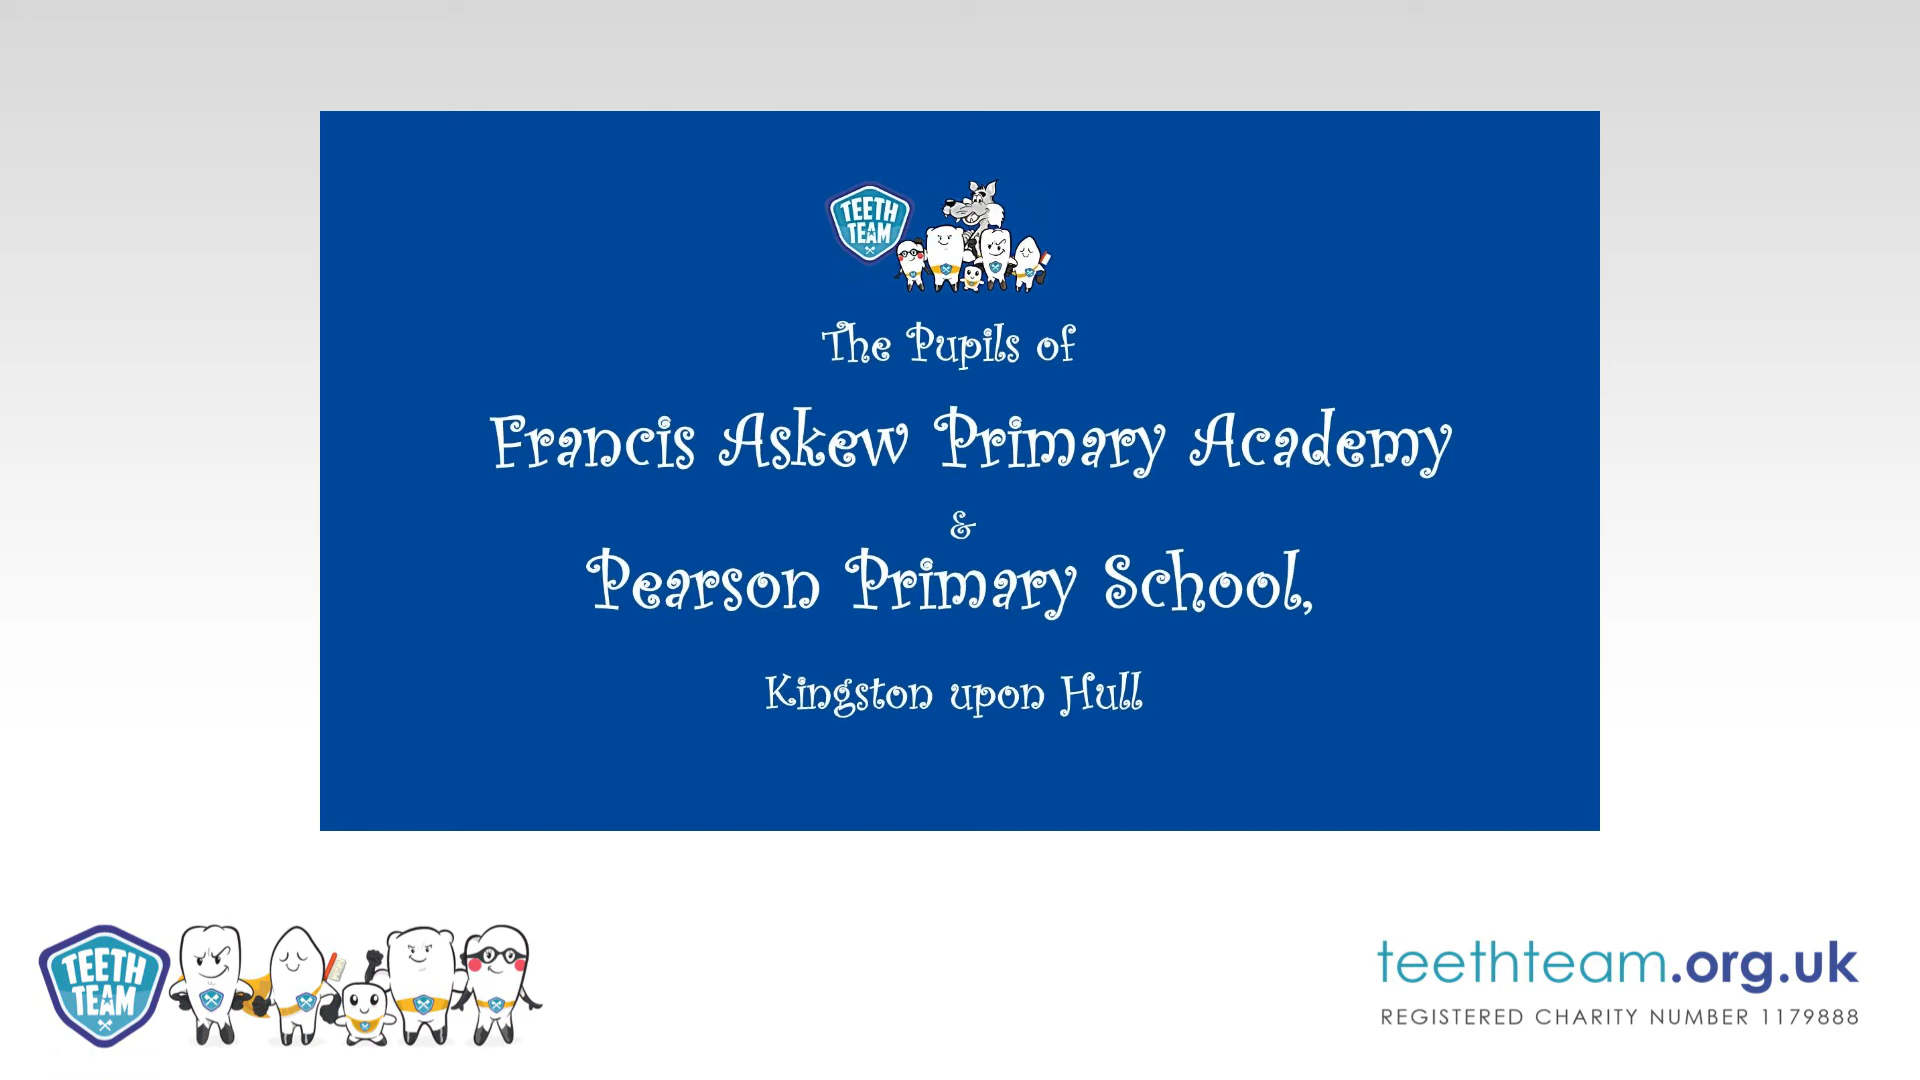 TEETH
TEAM
The Pupils of
Francis Askew Primary Academy
&
Pearson Primary School,
Kingston upon Hull
TEETH
TEAM
teethteam.org.uk
REGISTERED CHARITY NUMBER 1179888